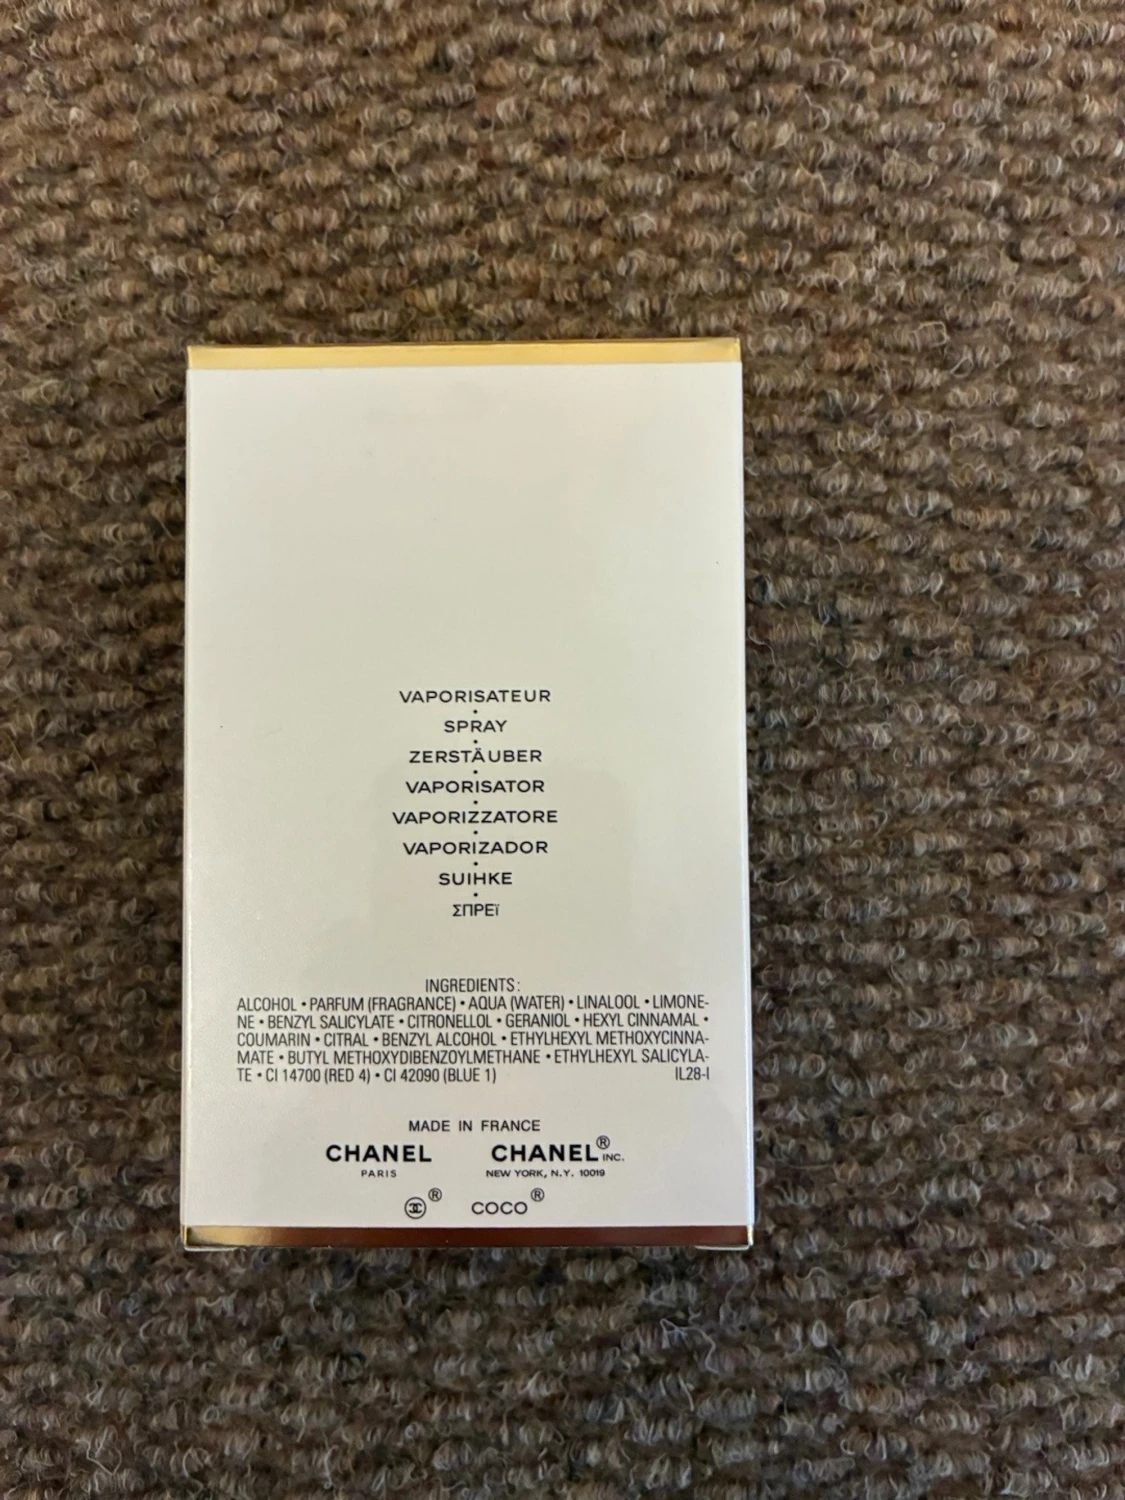 VAPORISATEUR
•
SPRAY
•
ZERSTÄUBER
•
VAPORISATOR
•
VAPORIZZATORE
•
VAPORIZADOR
•
SUIHKE
•
ΣΠΡΕÏ
INGREDIENTS:
ALCOHOL • PARFUM (FRAGRANCE) • AQUA (WATER) • LINALOOL • LIMONE-
NE • BENZYL SALICYLATE • CITRONELLOL • GERANIOL • HEXYL CINNAMAL •
COUMARIN • CITRAL • BENZYL ALCOHOL • ETHYLHEXYL METHOXYCINNA-
MATE • BUTYL METHOXYDIBENZOYLMETHANE • ETHYLHEXYL SALICYLA-
TE • CI 14700 (RED 4) • CI 42090 (BLUE 1) IL28-I
MADE IN FRANCE
CHANEL CHANEL® INC.
PARIS NEW YORK, N.Y. 10019
® COCO®